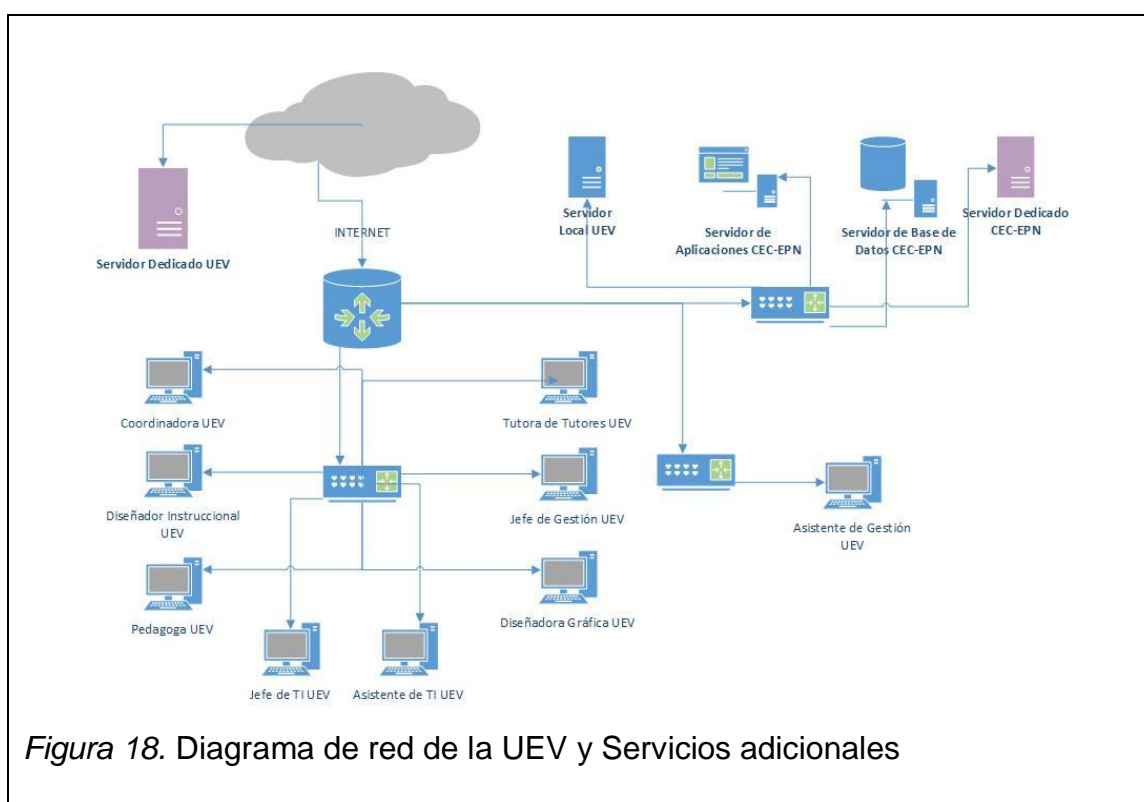 INTERNET
Servidor Dedicado UEV
Servidor
Local UEV
Servidor de
Aplicaciones CEC-EPN
Servidor de Base de
Datos CEC-EPN
Servidor Dedicado
CEC-EPN
Coordinadora UEV
Tutora de Tutores UEV
Diseñador Instruccional
UEV
Jefe de Gestión UEV
Asistente de Gestión
UEV
Pedagoga UEV
Diseñadora Gráfica UEV
Jefe de TI UEV
Asistente de TI UEV
Figura 18. Diagrama de red de la UEV y Servicios adicionales